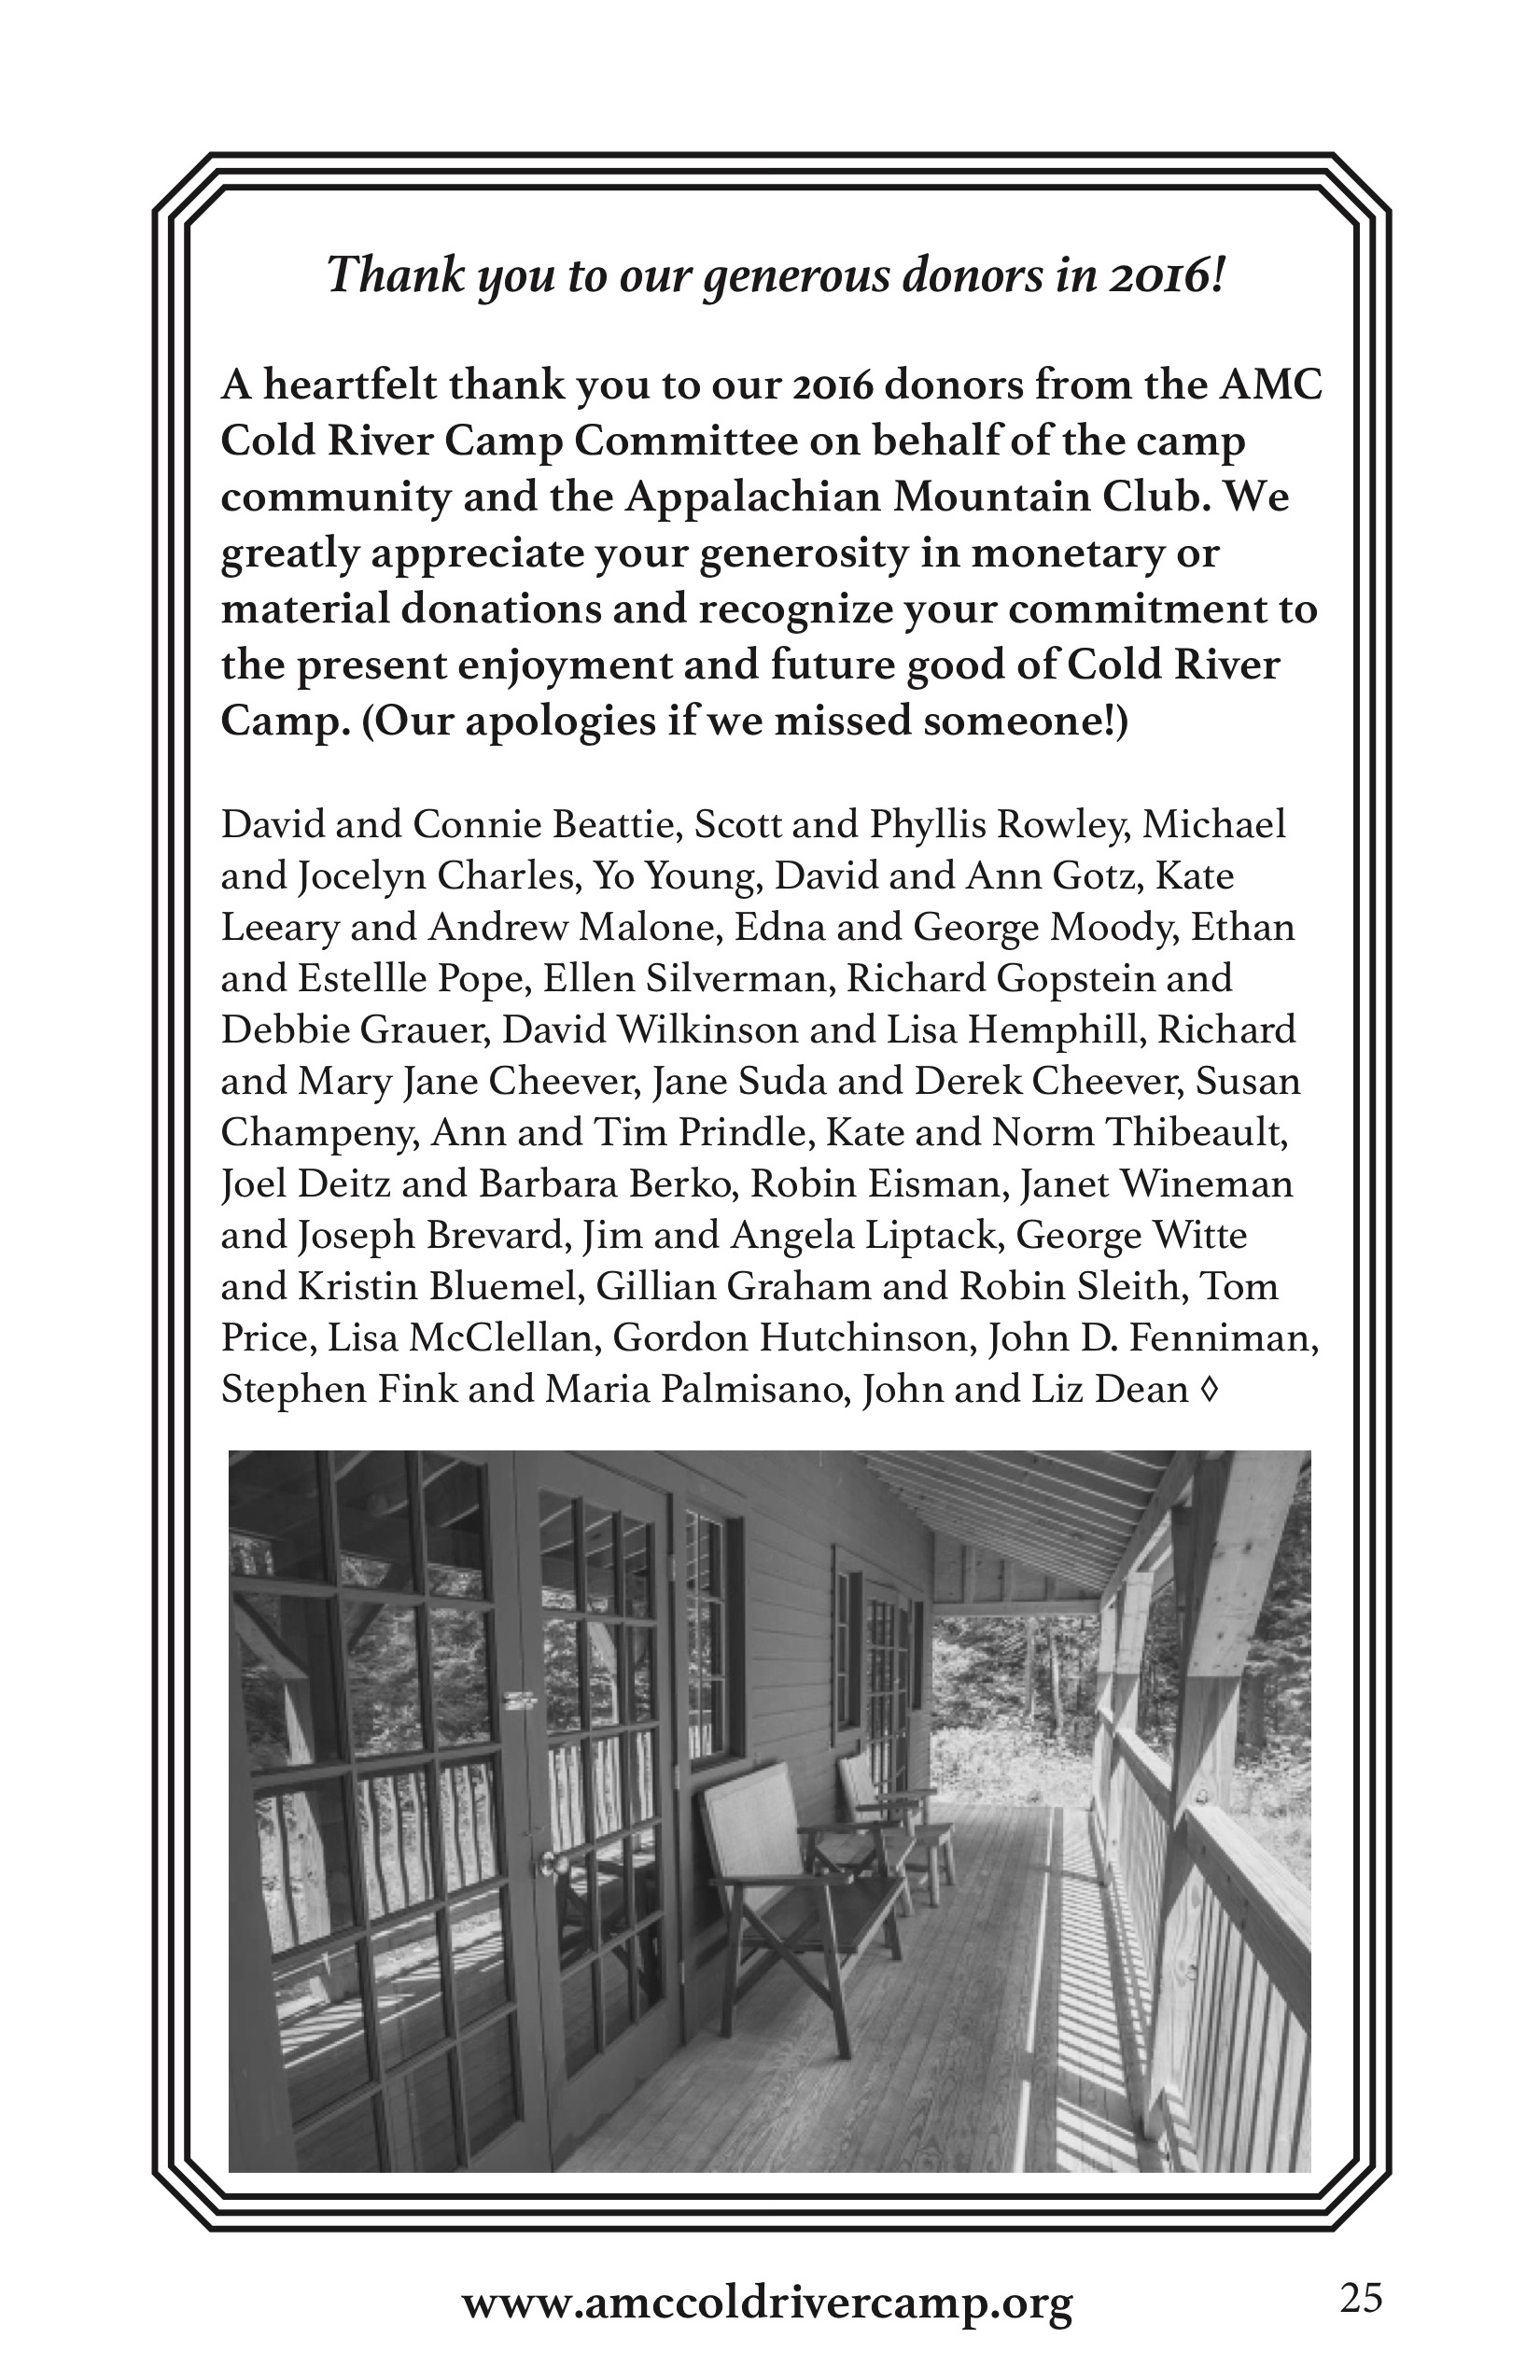 Thank you to our generous donors in 2016!
A heartfelt thank you to our 2016 donors from the AMC
Cold River Camp Committee on behalf of the camp
community and the Appalachian Mountain Club. We
greatly appreciate your generosity in monetary or
material donations and recognize your commitment to
the present enjoyment and future good of Cold River
Camp. (Our apologies if we missed someone!)
David and Connie Beattie, Scott and Phyllis Rowley, Michael
and Jocelyn Charles, Yo Young, David and Ann Gotz, Kate
Leeary and Andrew Malone, Edna and George Moody, Ethan
and Estellle Pope, Ellen Silverman, Richard Gopstein and
Debbie Grauer, David Wilkinson and Lisa Hemphill, Richard
and Mary Jane Cheever, Jane Suda and Derek Cheever, Susan
Champeny, Ann and Tim Prindle, Kate and Norm Thibeault,
Joel Deitz and Barbara Berko, Robin Eisman, Janet Wineman
and Joseph Brevard, Jim and Angela Liptack, George Witte
and Kristin Bluemel, Gillian Graham and Robin Sleith, Tom
Price, Lisa McClellan, Gordon Hutchinson, John D. Fenniman,
Stephen Fink and Maria Palmisano, John and Liz Dean ◊
www.amccoldrivercamp.org
25